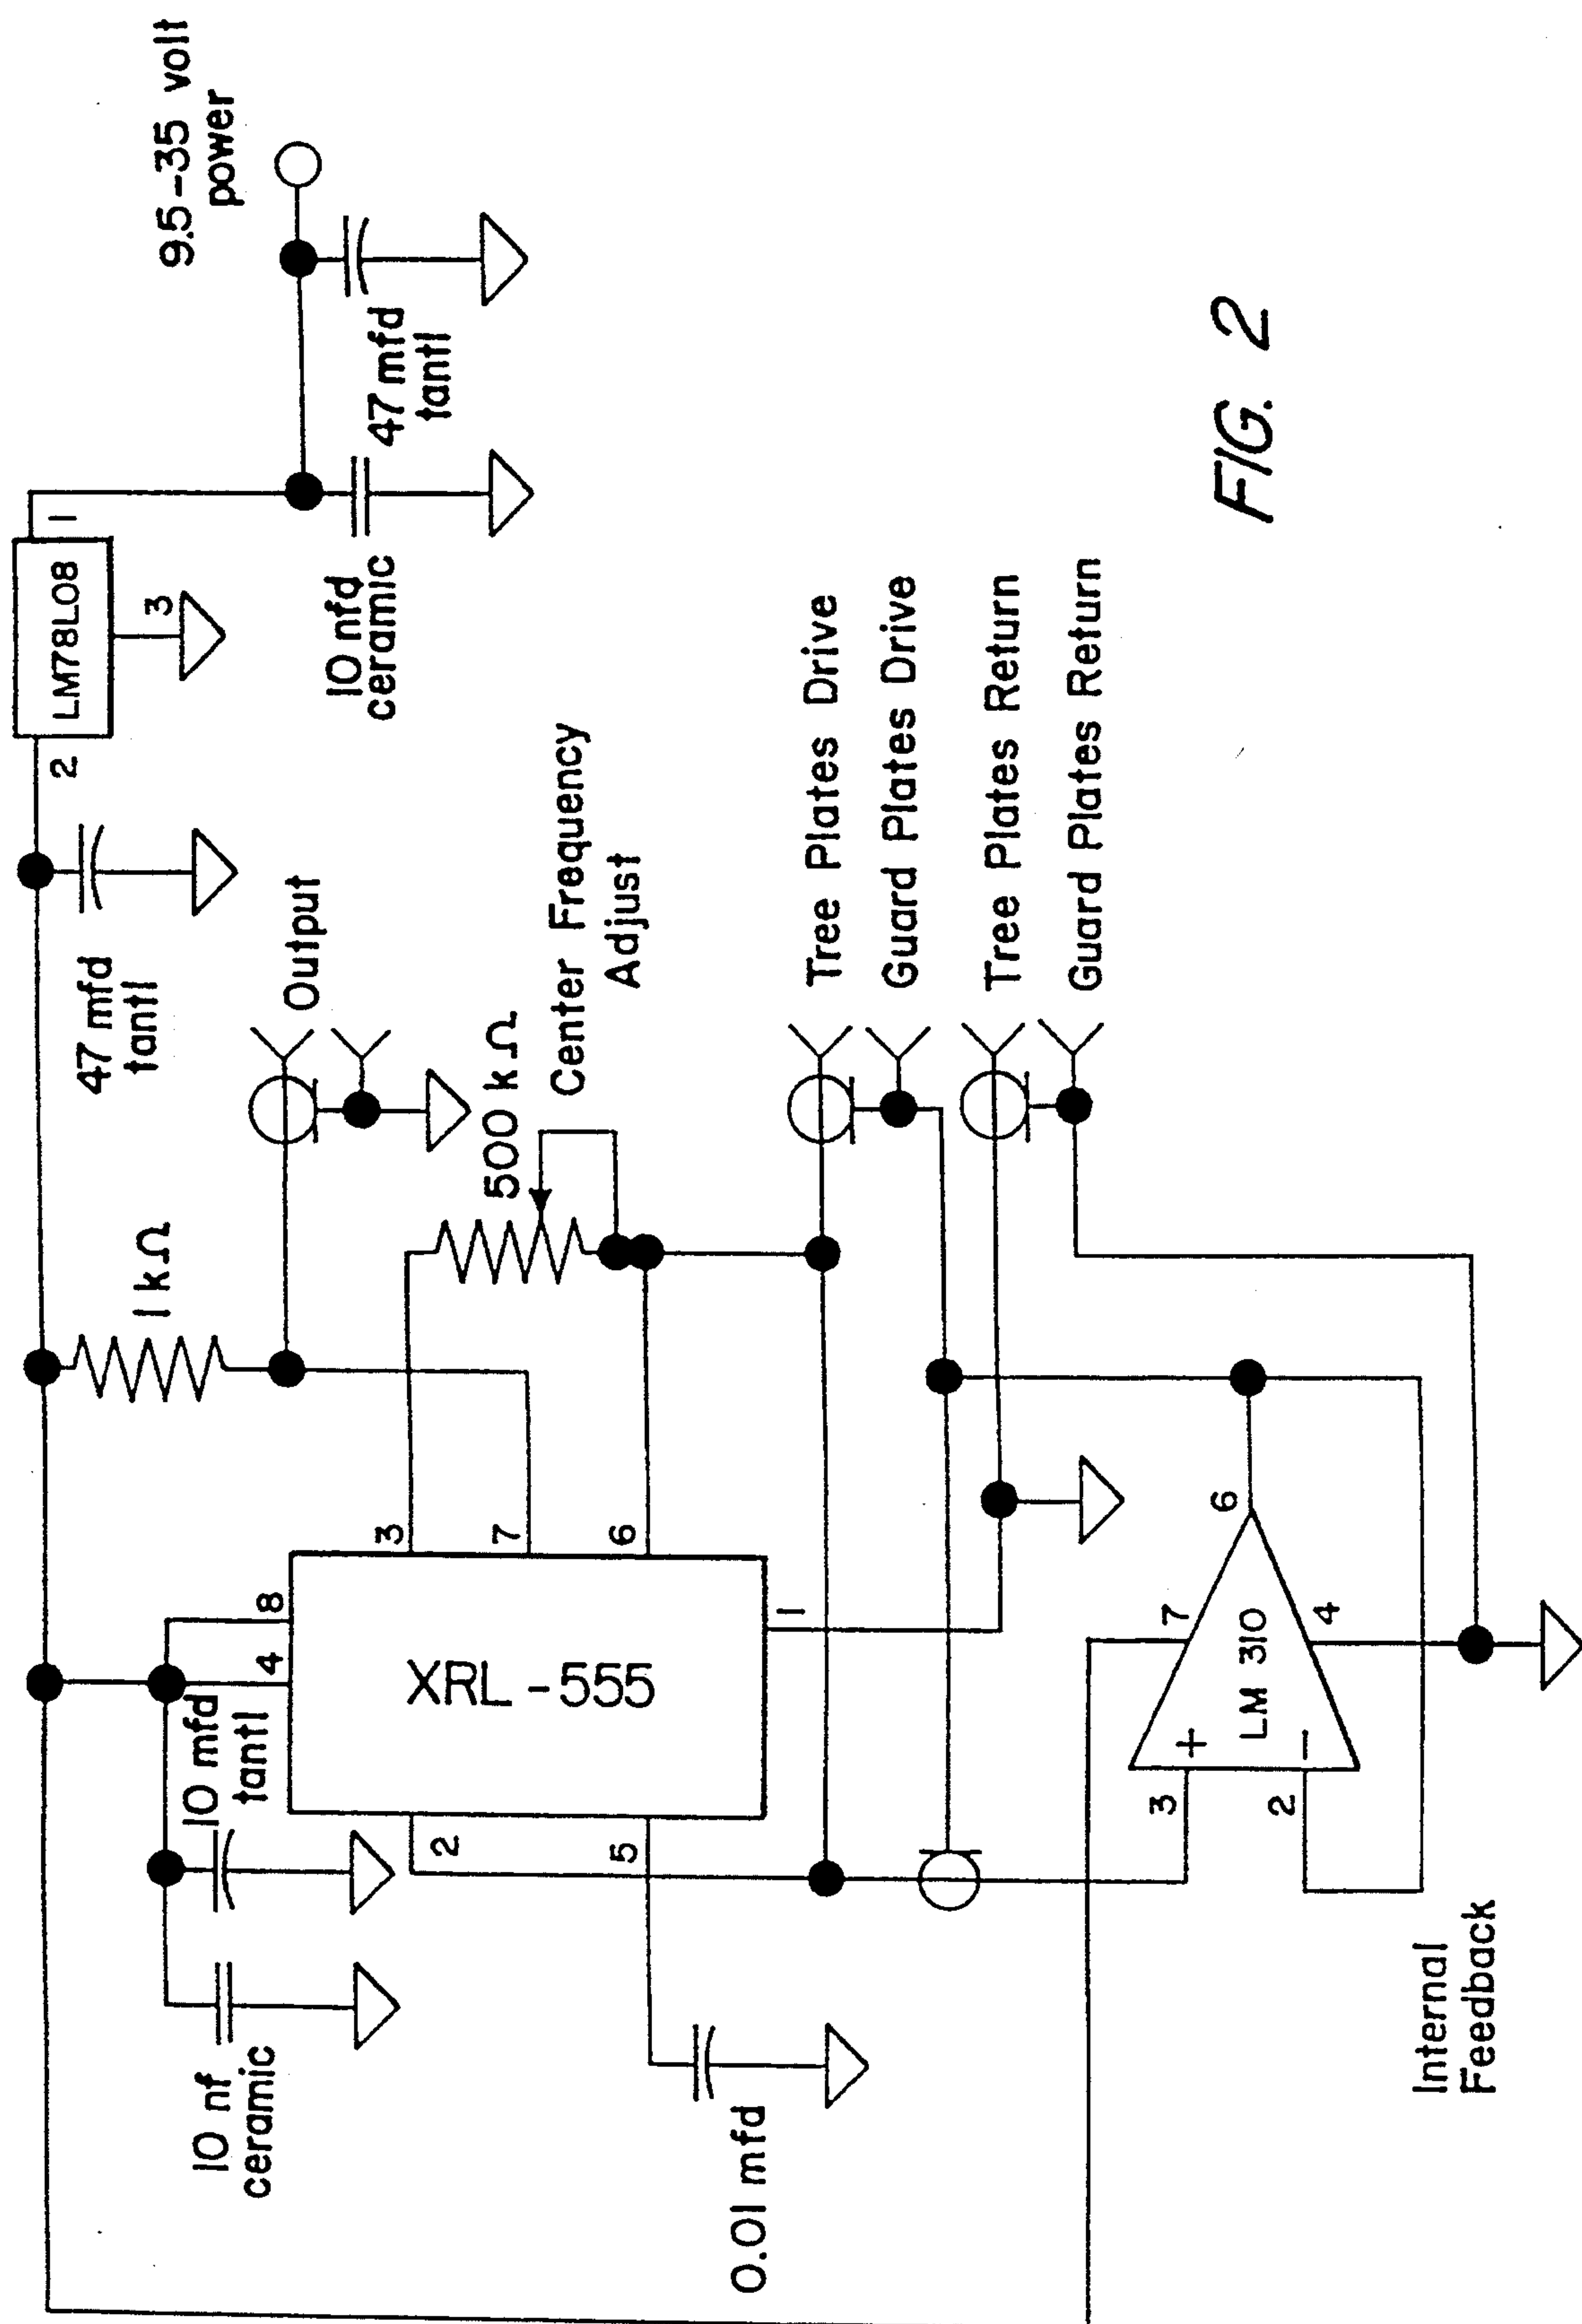 9.5-35 volt
power
LM78L08
1
2
3
47 mfd
tantl
10 nfd
ceramic
47 mfd
tantl
Output
1 kΩ
500 kΩ
Center Frequency
Adjust
XRL-555
8
4
3
7
6
1
2
5
10 mfd
tantl
10 nf
ceramic
0.01 mfd
Tree Plates Drive
Guard Plates Drive
Tree Plates Return
Guard Plates Return
LM 310
+
-
3
2
7
4
6
Internal
Feedback
FIG. 2